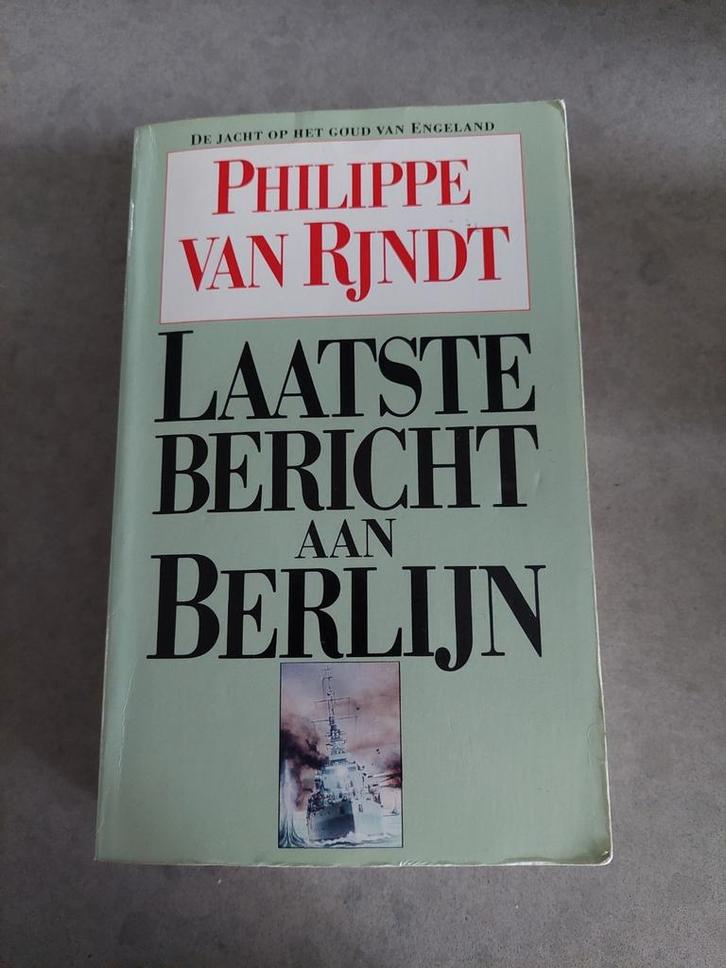 DE JACHT OP HET GOUD VAN ENGELAND
PHILIPPE
VAN RJNDT
LAATSTE
BERICHT
AAN
BERLIJN